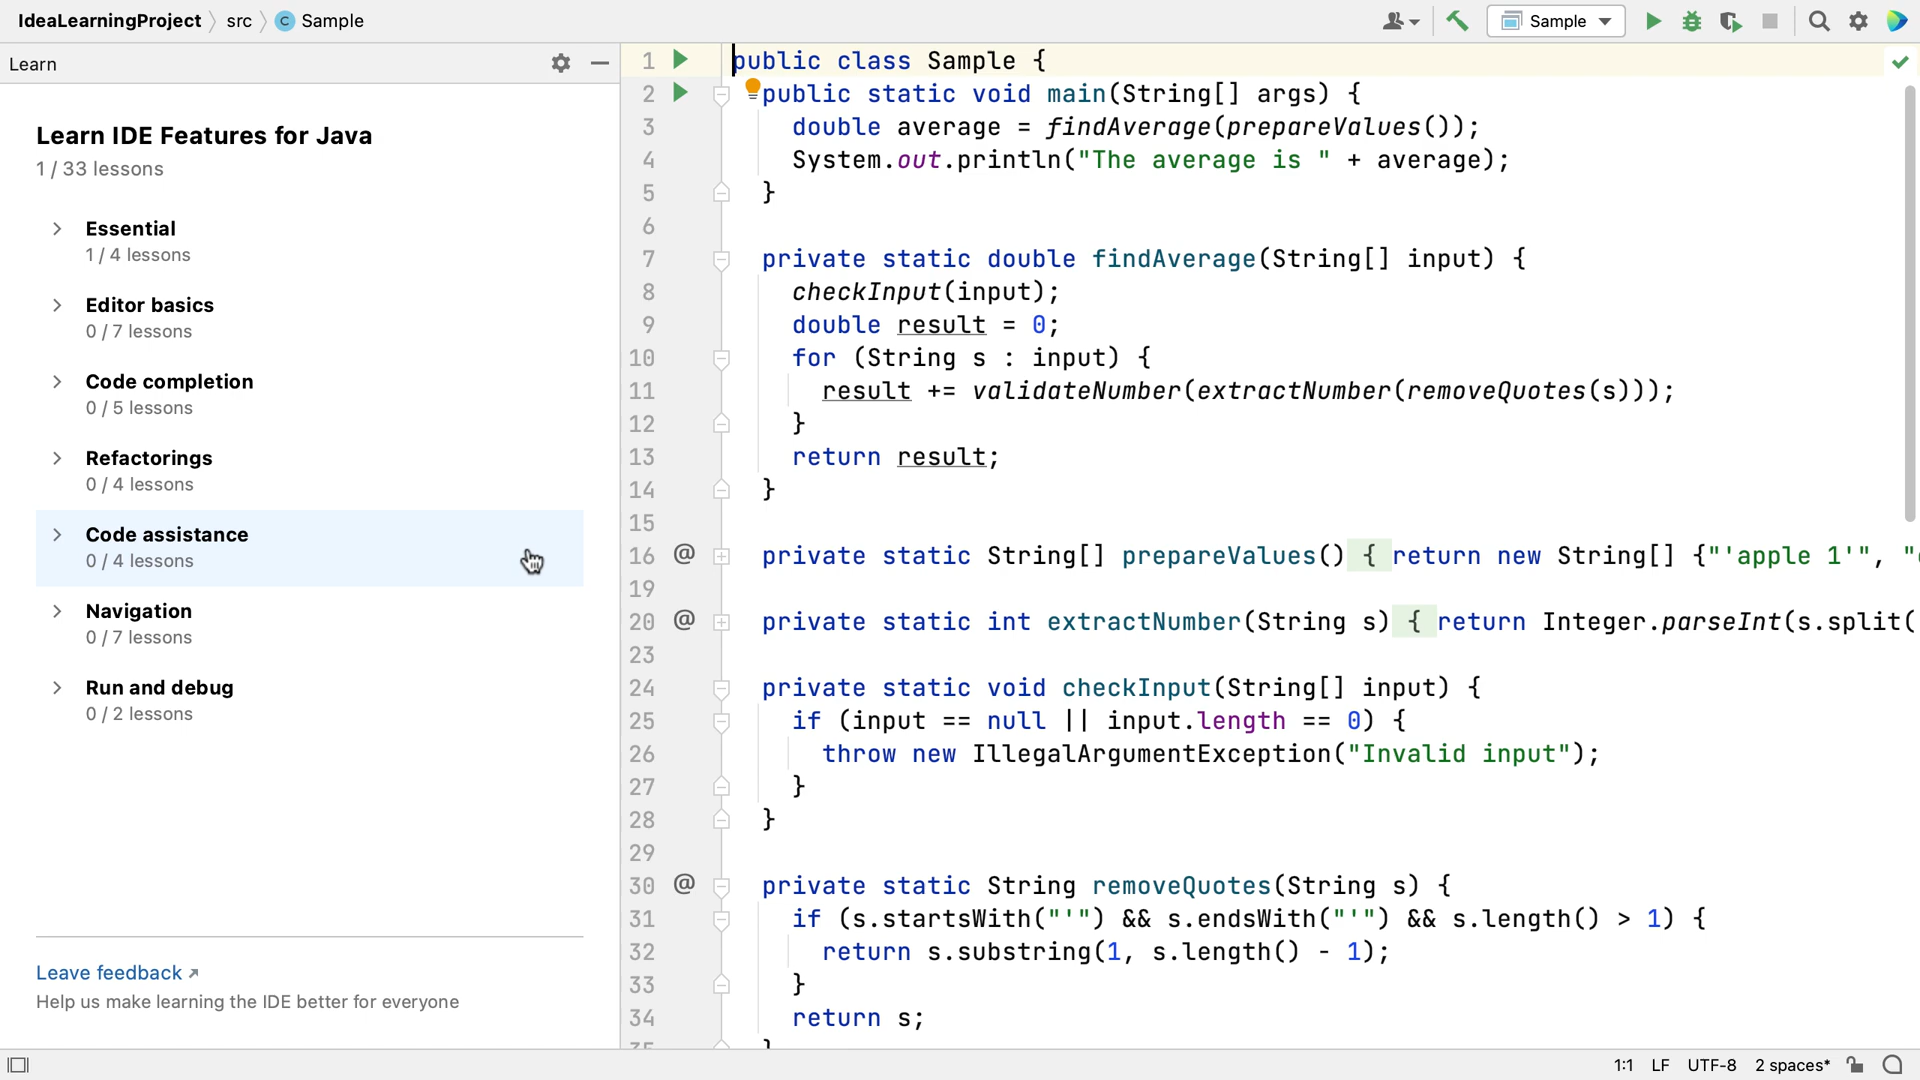 IdeaLearningProject src C Sample
Sample
Learn
Learn IDE Features for Java
1 / 33 lessons
Essential
1 / 4 lessons
Editor basics
0 / 7 lessons
Code completion
0 / 5 lessons
Refactorings
0 / 4 lessons
Code assistance
0 / 4 lessons
Navigation
0 / 7 lessons
Run and debug
0 / 2 lessons
Leave feedback
Help us make learning the IDE better for everyone
1 public class Sample {
2 public static void main(String[] args) {
3 double average = findAverage(prepareValues());
4 System.out.println("The average is " + average);
5 }
6
7 private static double findAverage(String[] input) {
8 checkInput(input);
9 double result = 0;
10 for (String s : input) {
11 result += validateNumber(extractNumber(removeQuotes(s)));
12 }
13 return result;
14 }
15
16 @ private static String[] prepareValues() { return new String[] {"'apple 1'", "
19
20 @ private static int extractNumber(String s) { return Integer.parseInt(s.split(
23
24 private static void checkInput(String[] input) {
25 if (input == null || input.length == 0) {
26 throw new IllegalArgumentException("Invalid input");
27 }
28 }
29
30 @ private static String removeQuotes(String s) {
31 if (s.startsWith("'") && s.endsWith("'") && s.length() > 1) {
32 return s.substring(1, s.length() - 1);
33 }
34 return s;
1:1 LF UTF-8 2 spaces*